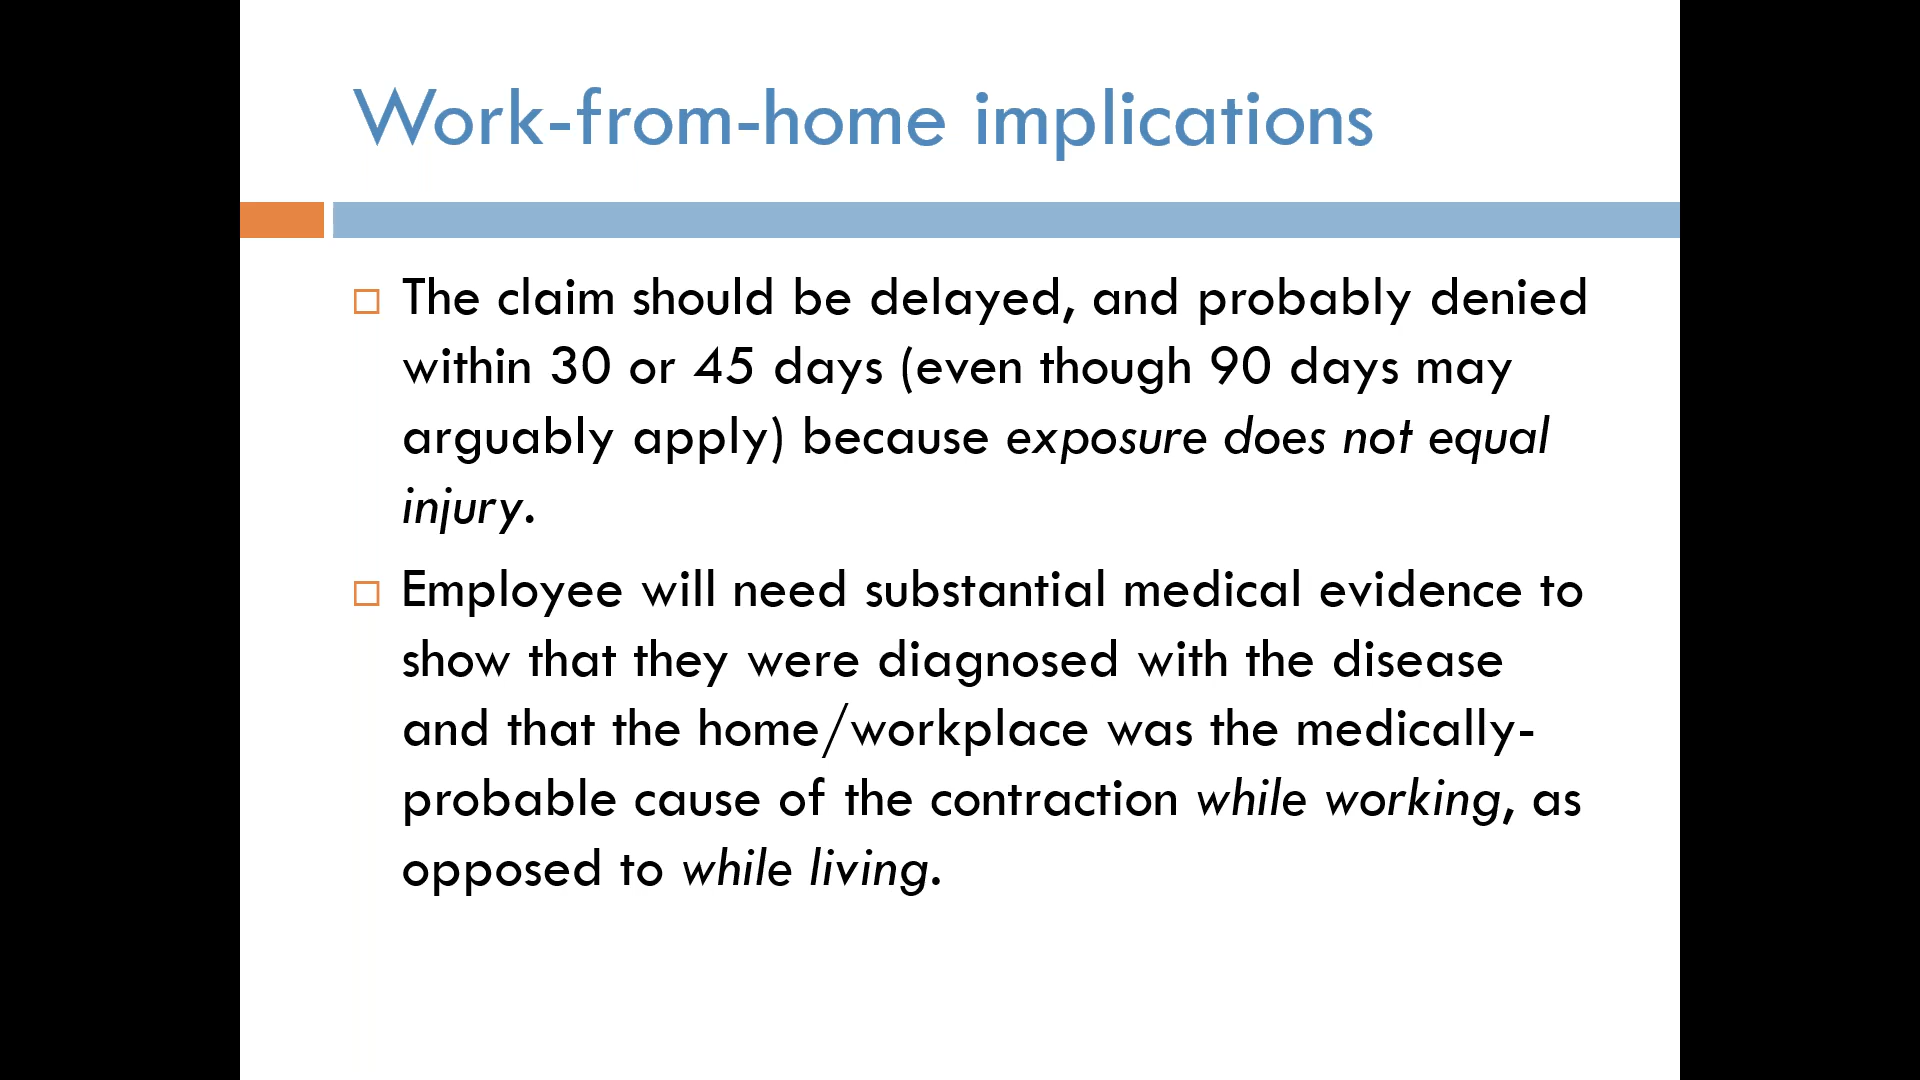 Work-from-home implications
The claim should be delayed, and probably denied
within 30 or 45 days (even though 90 days may
arguably apply) because exposure does not equal
injury.
Employee will need substantial medical evidence to
show that they were diagnosed with the disease
and that the home/workplace was the medically-
probable cause of the contraction while working, as
opposed to while living.